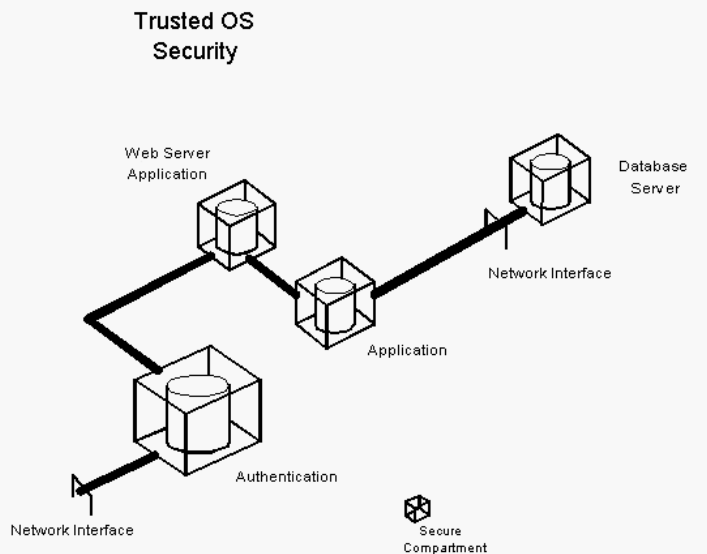 Trusted OS
Security
Web Server
Application
Database
Server
Network Interface
Application
Authentication
Network Interface
Secure
Compartment